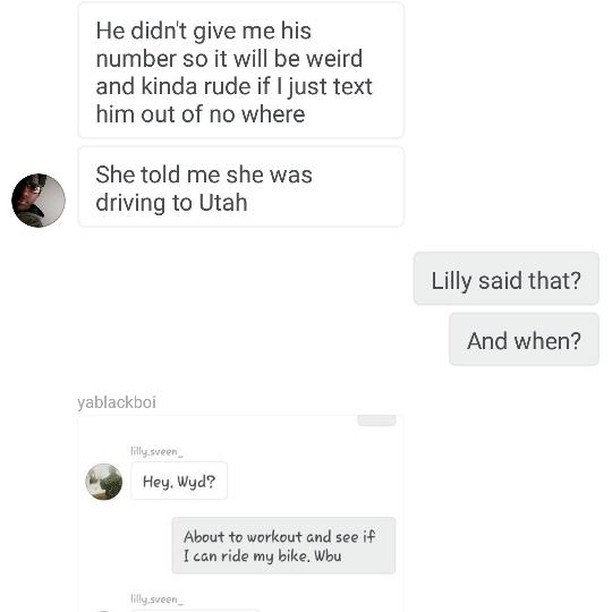 He didn't give me his
number so it will be weird
and kinda rude if I just text
him out of no where
She told me she was
driving to Utah
Lilly said that?
And when?
yablackboi
lilly.sveen_
Hey. Wyd?
About to workout and see if
I can ride my bike. Wbu
lilly.sveen_